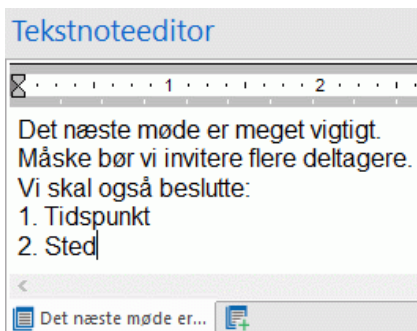 Tekstnoteeditor
1 2
Det næste møde er meget vigtigt.
Måske bør vi invitere flere deltagere.
Vi skal også beslutte:
1. Tidspunkt
2. Sted
Det næste møde er...